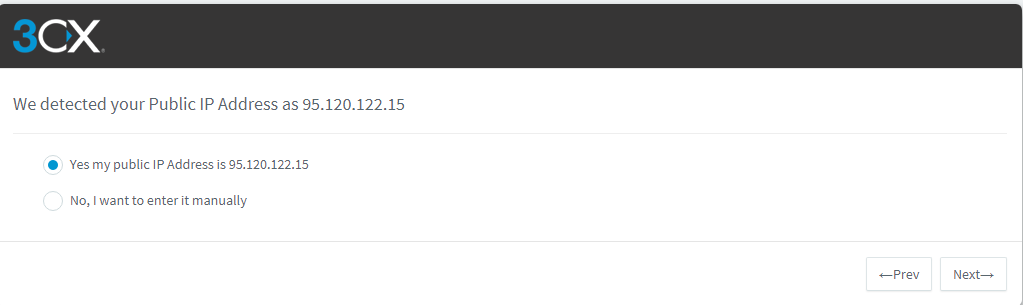 3CX
We detected your Public IP Address as 95.120.122.15
Yes my public IP Address is 95.120.122.15
No, I want to enter it manually
←Prev Next→